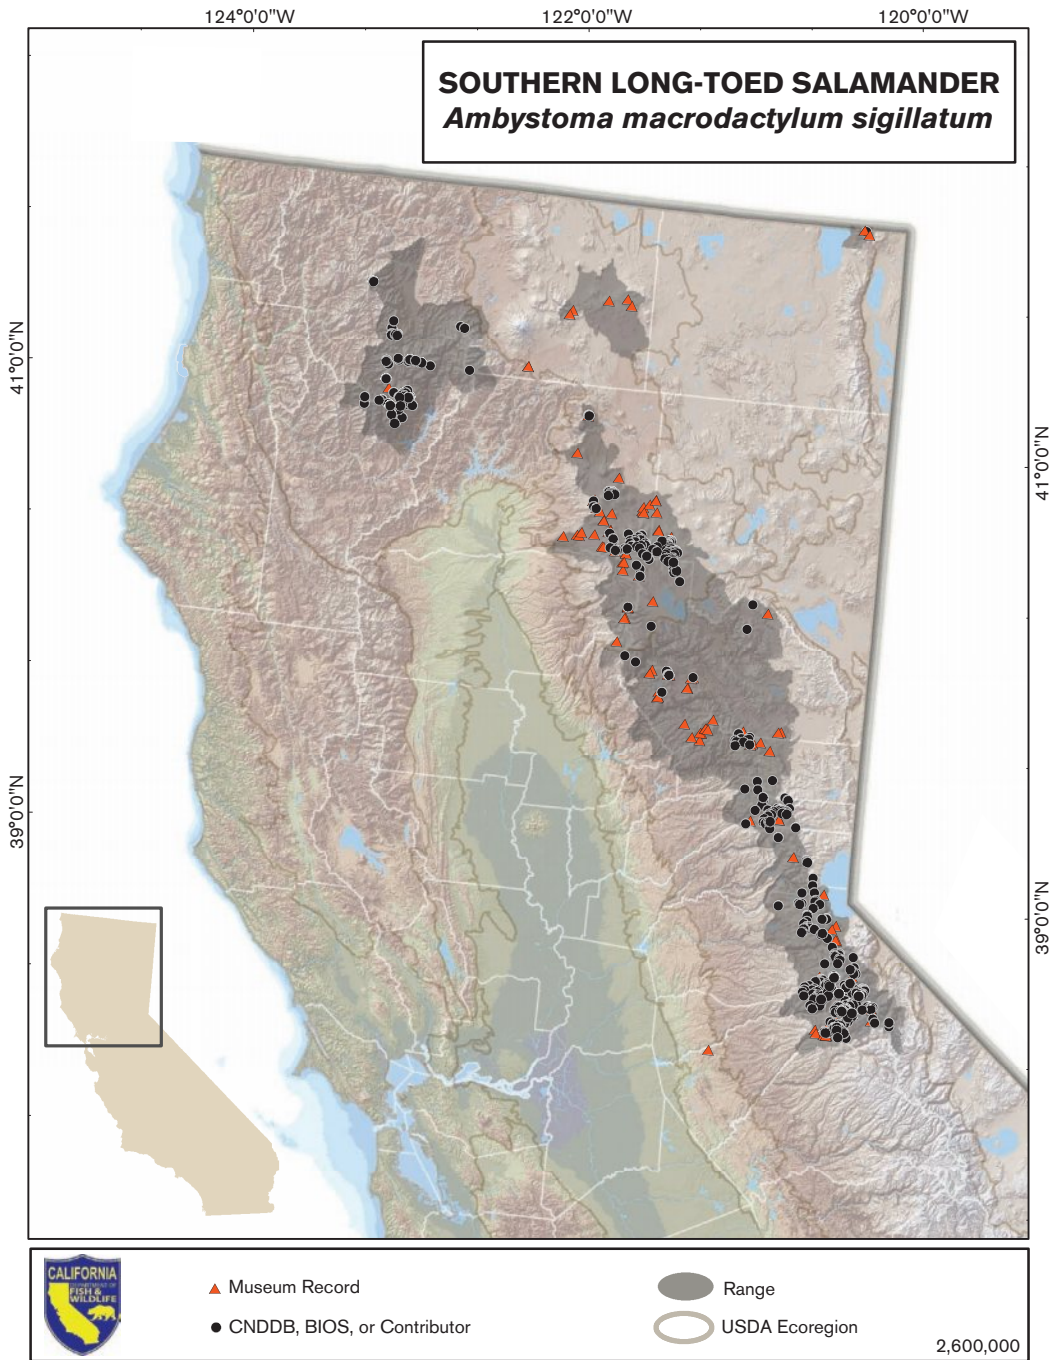 124°0'0"W 122°0'0"W 120°0'0"W
SOUTHERN LONG-TOED SALAMANDER
Ambystoma macrodactylum sigillatum
41°0'0"N
41°0'0"N
39°0'0"N
39°0'0"N
CALIFORNIA
DEPARTMENT OF
FISH &
WILDLIFE
Museum Record
Range
CNDDB, BIOS, or Contributor
USDA Ecoregion
2,600,000